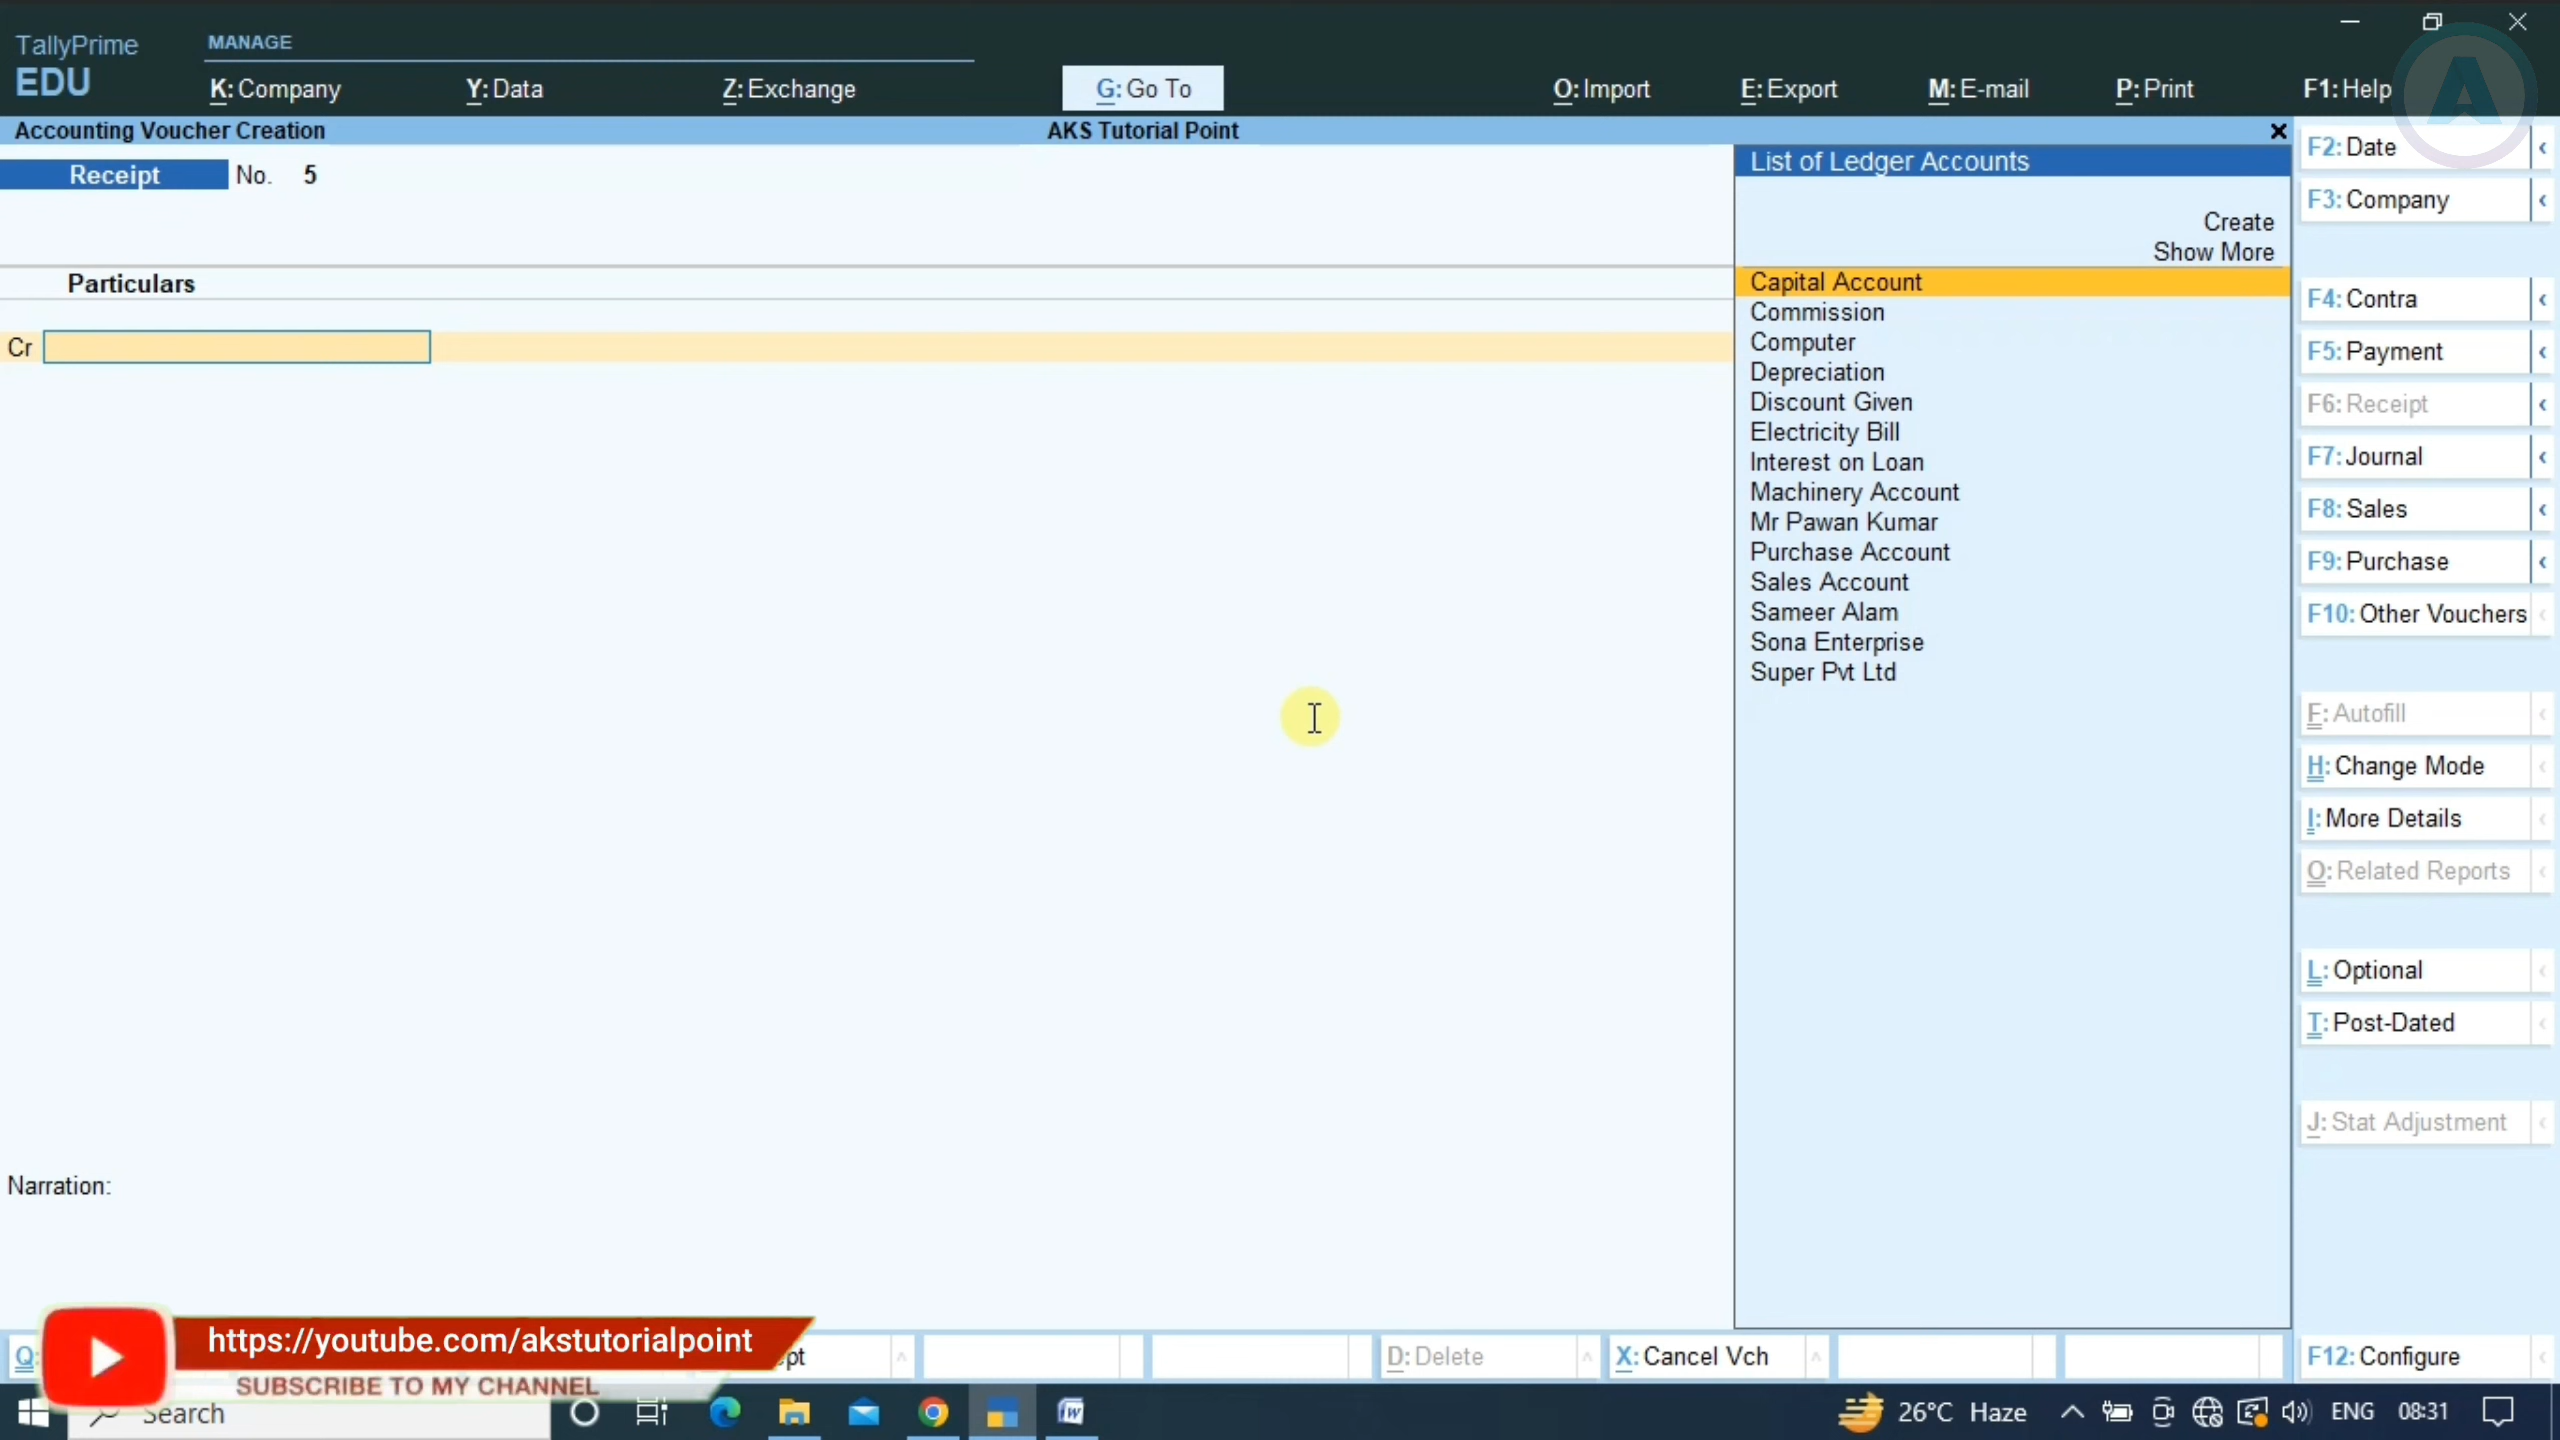 TallyPrime
EDU
MANAGE
K: Company
Y: Data
Z: Exchange
G: Go To
O: Import
E: Export
M: E-mail
P: Print
F1: Help
Accounting Voucher Creation
AKS Tutorial Point
Receipt No. 5
Particulars
Cr
List of Ledger Accounts
Create
Show More
Capital Account
Commission
Computer
Depreciation
Discount Given
Electricity Bill
Interest on Loan
Machinery Account
Mr Pawan Kumar
Purchase Account
Sales Account
Sameer Alam
Sona Enterprise
Super Pvt Ltd
F2: Date
F3: Company
F4: Contra
F5: Payment
F6: Receipt
F7: Journal
F8: Sales
F9: Purchase
F10: Other Vouchers
F: Autofill
H: Change Mode
I: More Details
O: Related Reports
L: Optional
T: Post-Dated
J: Stat Adjustment
F12: Configure
Narration:
Q:
https://youtube.com/akstutorialpoint
SUBSCRIBE TO MY CHANNEL
D: Delete
X: Cancel Vch
Search
26°C Haze
ENG
08:31